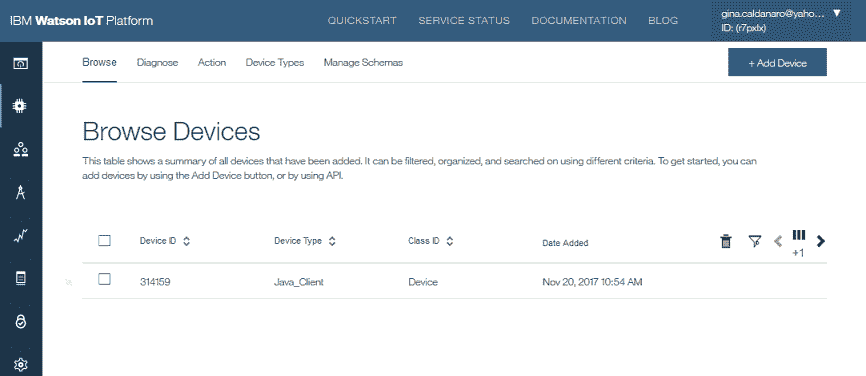 IBM Watson IoT Platform
QUICKSTART
SERVICE STATUS
DOCUMENTATION
BLOG
gina.caldanaro@yaho...
ID: (r7pxlx)
Browse
Diagnose
Action
Device Types
Manage Schemas
+ Add Device
Browse Devices
This table shows a summary of all devices that have been added. It can be filtered, organized, and searched on using different criteria. To get started, you can
add devices by using the Add Device button, or by using API.
Device ID
Device Type
Class ID
Date Added
+1
314159
Java_Client
Device
Nov 20, 2017 10:54 AM